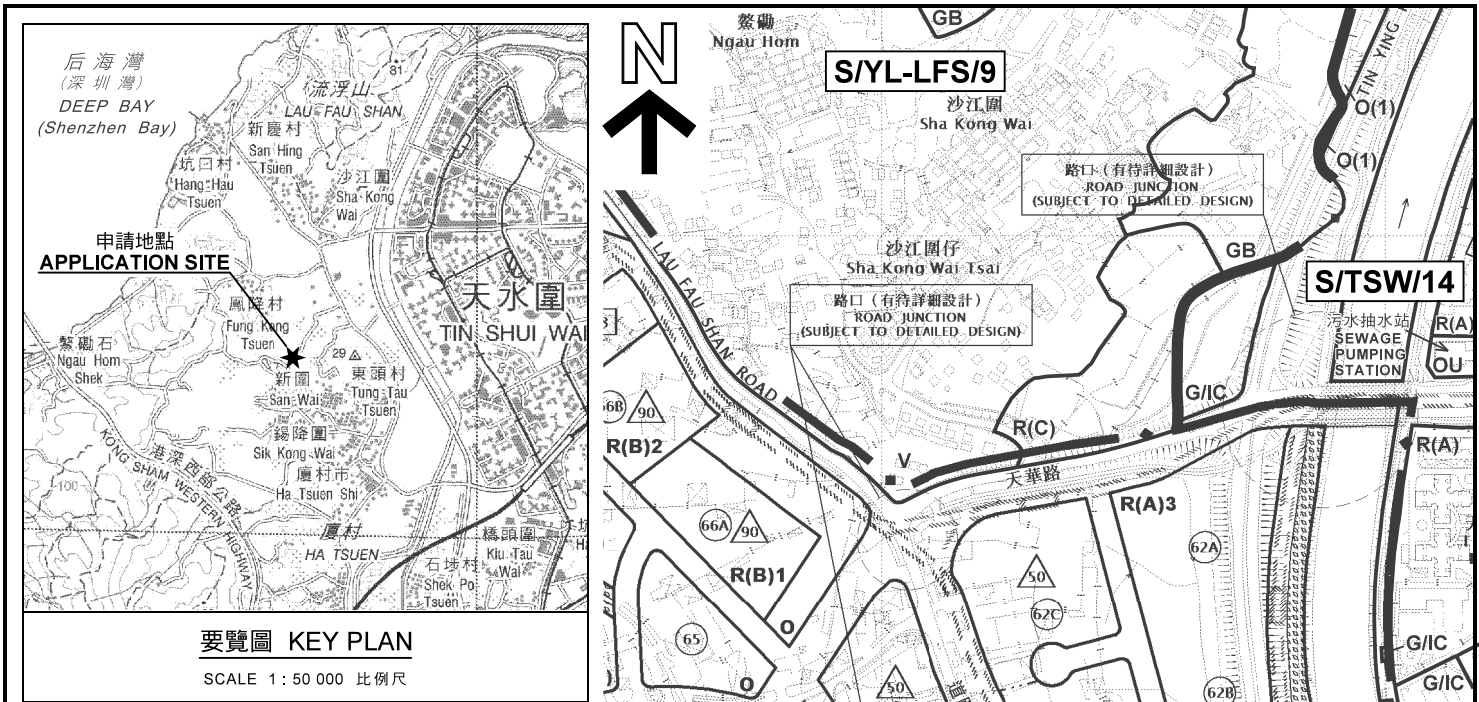 后海灣
(深圳灣)
DEEP BAY
(Shenzhen Bay)
流浮山
LAU FAU SHAN
81
新慶村
San Hing
Tsuen
坑口村
Hang Hau
Tsuen
沙江圍
Sha Kong
Wai
申請地點
APPLICATION SITE
鳳降村
Fung Kong
Tsuen
天水圍
TIN SHUI WAI
鰲磡石
Ngau Hom
Shek
29
新圍
San Wai
東頭村
Tung Tau
Tsuen
錫降圍
Sik Kong Wai
廈村市
Ha Tsuen Shi
港深西部公路
KONG SHAM WESTERN HIGHWAY
100
廈村
HA TSUEN
橋頭圍
Kiu Tau
Wai
石埗村
Shek Po
Tsuen
要覽圖 KEY PLAN
SCALE 1 : 50 000 比例尺
N
鰲磡
Ngau Hom
GB
S/YL-LFS/9
沙江圍
Sha Kong Wai
TIN YING
O(1)
O(1)
路口 (有待詳細設計)
ROAD JUNCTION
(SUBJECT TO DETAILED DESIGN)
沙江圍仔
Sha Kong Wai Tsai
GB
S/TSW/14
路口 (有待詳細設計)
ROAD JUNCTION
(SUBJECT TO DETAILED DESIGN)
污水抽水站
SEWAGE
PUMPING
STATION
R(A)
OU
LAU FAU SHAN ROAD
66B
90
R(B)2
G/IC
R(C)
V
天華路
R(A)
R(A)3
66A
90
R(B)1
62A
50
62C
65
O
O
50
62B
G/IC
G/IC